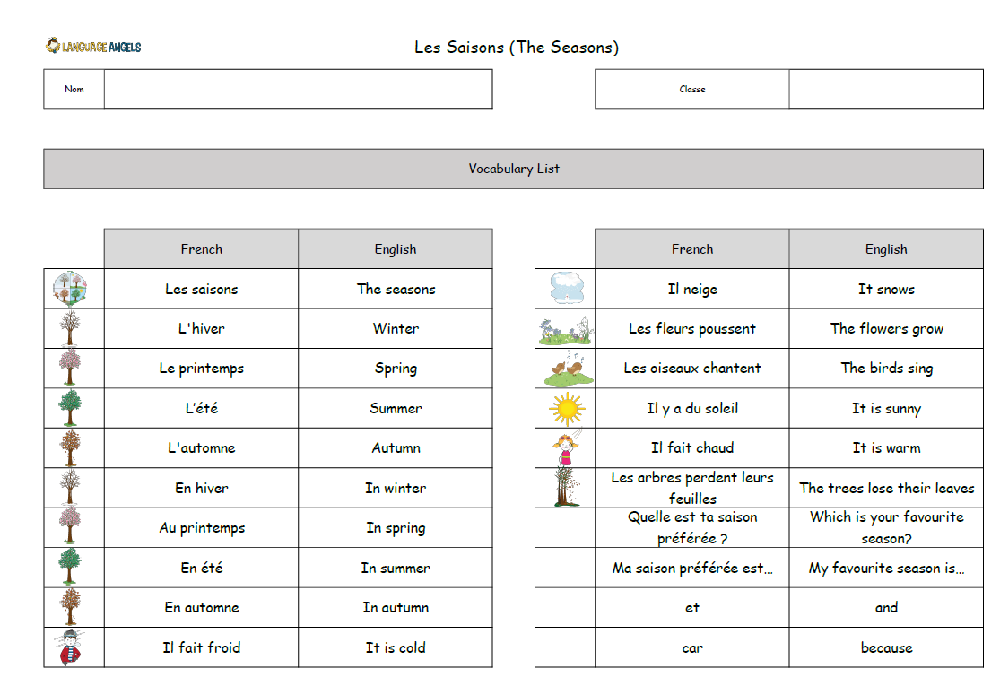 LANGUAGE ANGELS
Les Saisons (The Seasons)
Nom
Classe
Vocabulary List
French English
Les saisons The seasons
L'hiver Winter
Le printemps Spring
L'été Summer
L'automne Autumn
En hiver In winter
Au printemps In spring
En été In summer
En automne In autumn
Il fait froid It is cold
French English
Il neige It snows
Les fleurs poussent The flowers grow
Les oiseaux chantent The birds sing
Il y a du soleil It is sunny
Il fait chaud It is warm
Les arbres perdent leurs
feuilles
The trees lose their leaves
Quelle est ta saison
préférée ?
Which is your favourite
season?
Ma saison préférée est... My favourite season is...
et and
car because